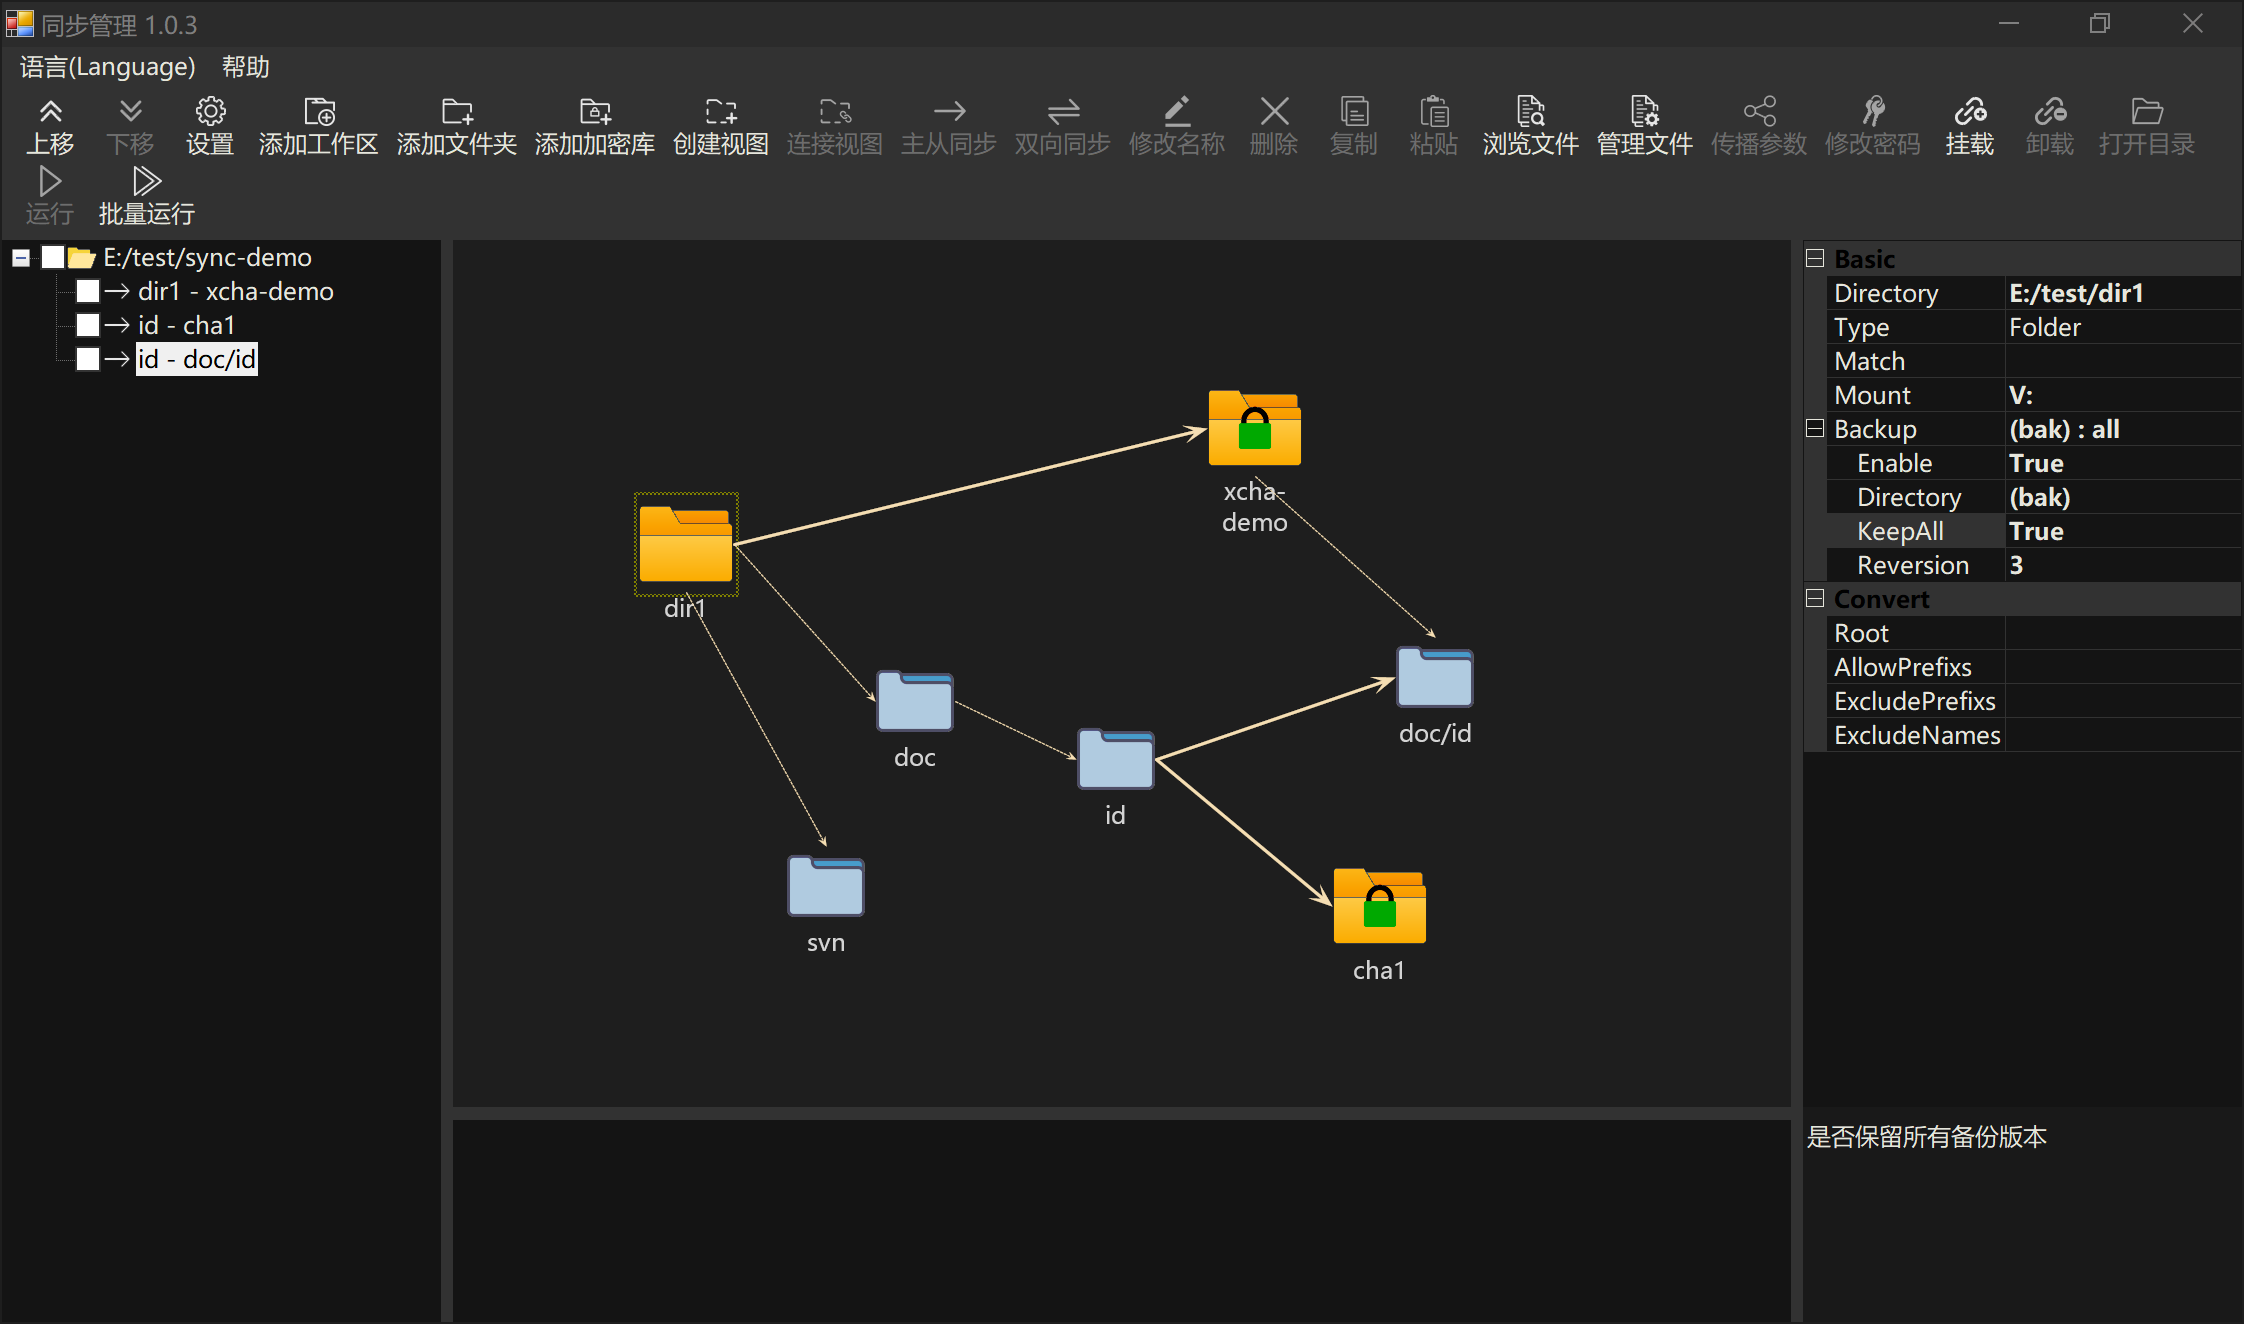 同步管理 1.0.3
语言(Language) 帮助
上移 下移 设置 添加工作区 添加文件夹 添加加密库 创建视图 连接视图 主从同步 双向同步 修改名称 删除 复制 粘贴 浏览文件 管理文件 传播参数 修改密码 挂载 卸载 打开目录
运行 批量运行
E:/test/sync-demo
dir1 - xcha-demo
id - cha1
id - doc/id
xcha-
demo
dir1
doc
id
doc/id
svn
cha1
Basic
Directory E:/test/dir1
Type Folder
Match
Mount V:
Backup (bak) : all
Enable True
Directory (bak)
KeepAll True
Reversion 3
Convert
Root
AllowPrefixs
ExcludePrefixs
ExcludeNames
是否保留所有备份版本